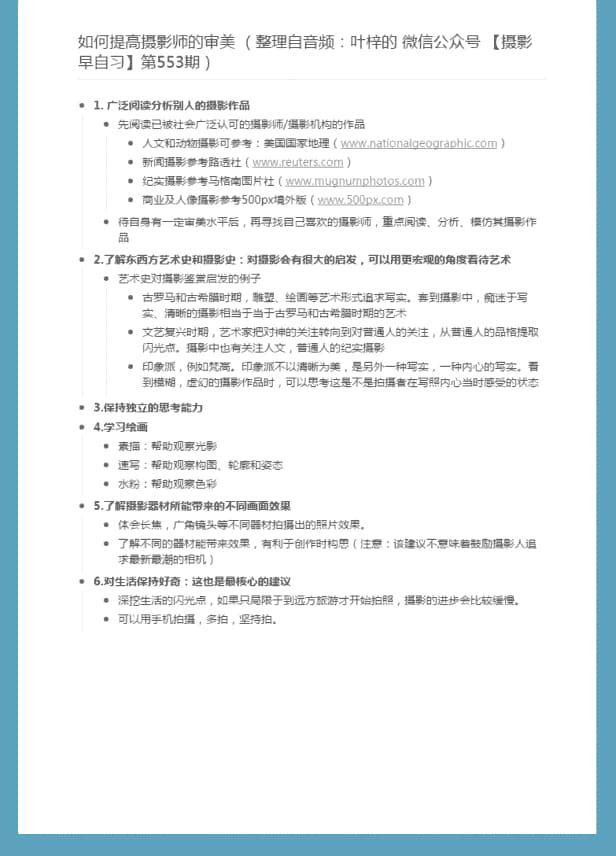 如何提高摄影师的审美 （ 整理自音频：叶梓的 微信公众号 【摄影
早自习】第553期 ）
1. 广泛阅读分析别人的摄影作品
先阅读已被社会广泛认可的摄影师/摄影机构的作品
人文和动物摄影可参考：美国国家地理（ www.nationalgeographic.com ）
新闻摄影参考路透社（ www.reuters.com ）
纪实摄影参考马格南图片社（ www.mugnumphotos.com ）
商业及人像摄影参考500px境外版（ www.500px.com ）
待自身有一定审美水平后，再寻找自己喜欢的摄影师，重点阅读、分析、模仿其摄影作
品
2.了解东西方艺术史和摄影史：对摄影会有很大的启发，可以用更宏观的角度看待艺术
艺术史对摄影鉴赏启发的例子
古罗马和古希腊时期，雕塑、绘画等艺术形式追求写实。套到摄影中，痴迷于写
实、清晰的摄影相当于当于古罗马和古希腊时期的艺术
文艺复兴时期，艺术家把对神的关注转向到对普通人的关注，从普通人的品格提取
闪光点。摄影中也有关注人文，普通人的纪实摄影
印象派，例如梵高。印象派不以清晰为美，是另外一种写实，一种内心的写实。看
到模糊，虚幻的摄影作品时，可以思考这是不是拍摄者在写照内心当时感受的状态
3.保持独立的思考能力
4.学习绘画
素描：帮助观察光影
速写：帮助观察构图、轮廓和姿态
水粉：帮助观察色彩
5.了解摄影器材所能带来的不同画面效果
体会长焦，广角镜头等不同器材拍摄出的照片效果。
了解不同的器材能带来效果，有利于创作时构思（ 注意：该建议不意味着鼓励摄影人追
求最新最潮的相机 ）
6.对生活保持好奇：这也是最核心的建议
深挖生活的闪光点，如果只局限于到远方旅游才开始拍照，摄影的进步会比较缓慢。
可以用手机拍摄，多拍，坚持拍。